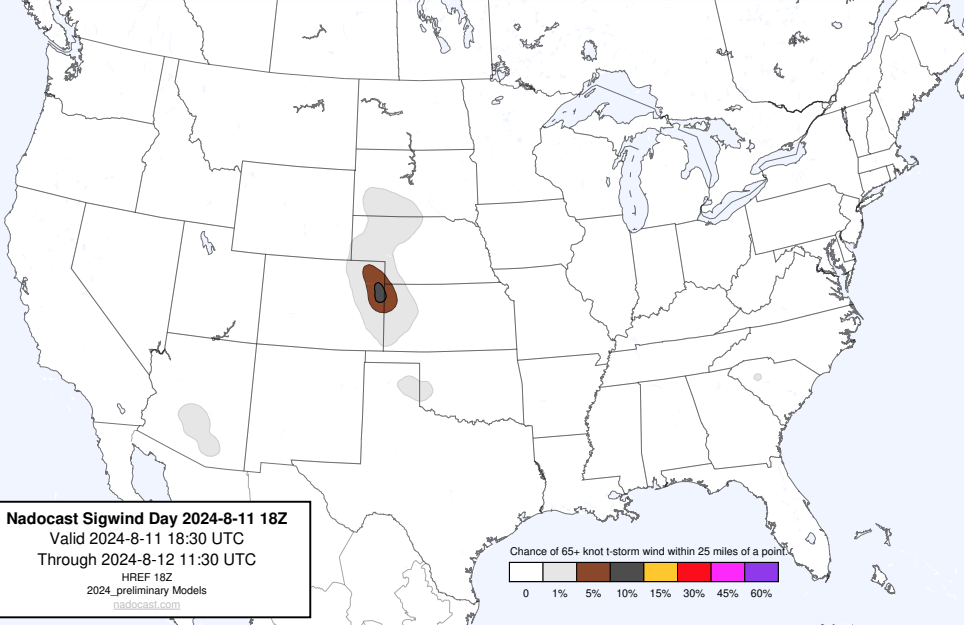 Nadocast Sigwind Day 2024-8-11 18Z
Valid 2024-8-11 18:30 UTC
Through 2024-8-12 11:30 UTC
HREF 18Z
2024_preliminary Models
nadocast.com
Chance of 65+ knot t-storm wind within 25 miles of a point.
0 1% 5% 10% 15% 30% 45% 60%